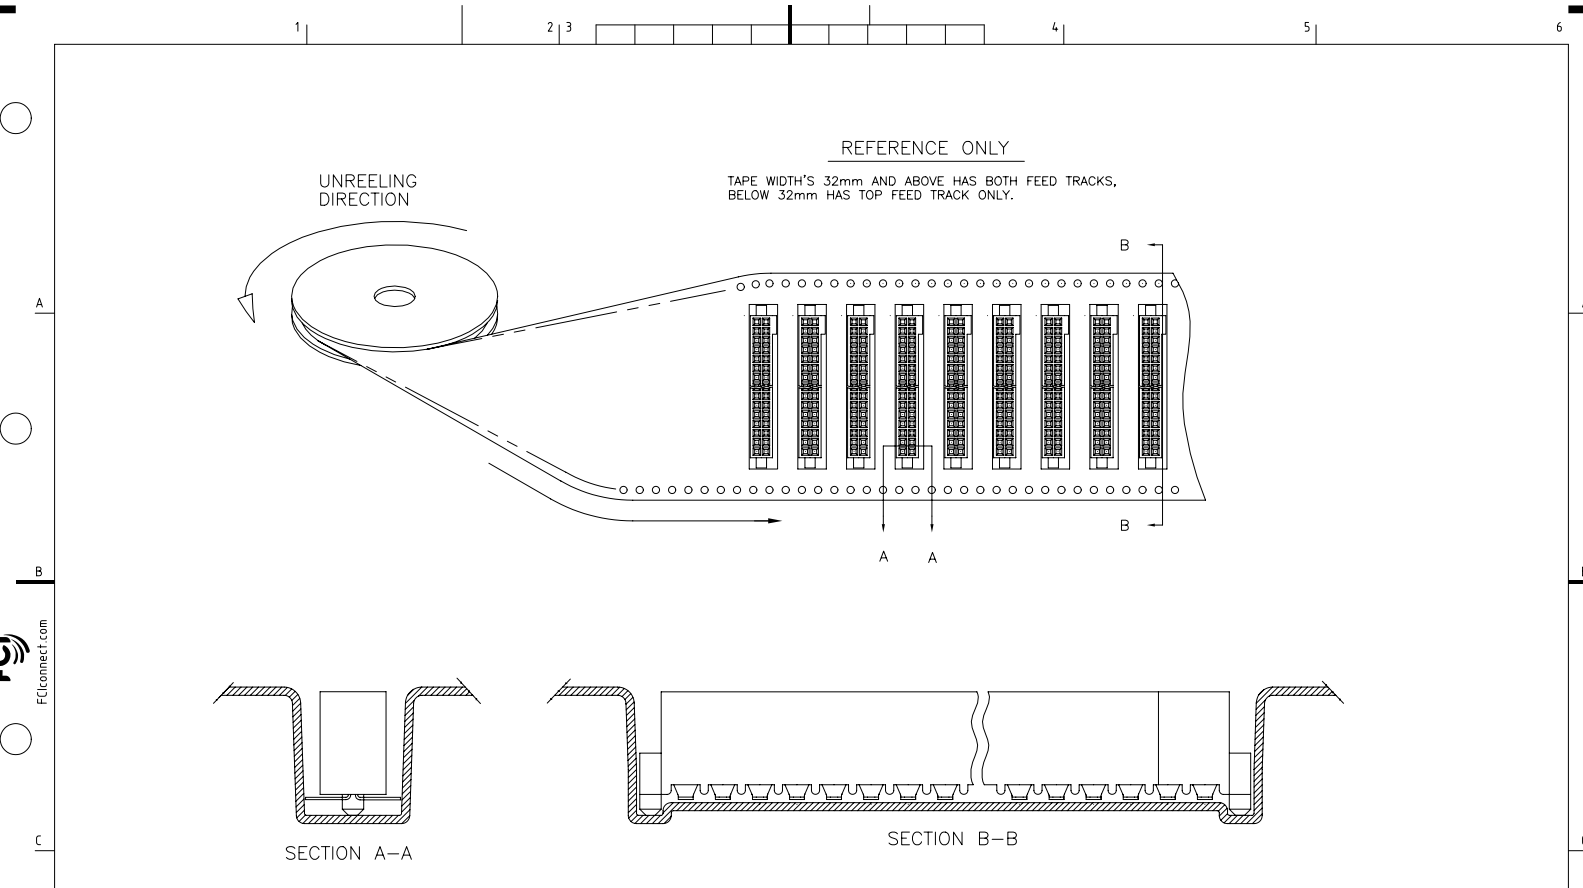 1
2
3
4
5
6
REFERENCE ONLY
TAPE WIDTH'S 32mm AND ABOVE HAS BOTH FEED TRACKS,
BELOW 32mm HAS TOP FEED TRACK ONLY.
UNREELING
DIRECTION
B
A
B
A
A
B
FCIconnect.com
C
SECTION A-A
SECTION B-B